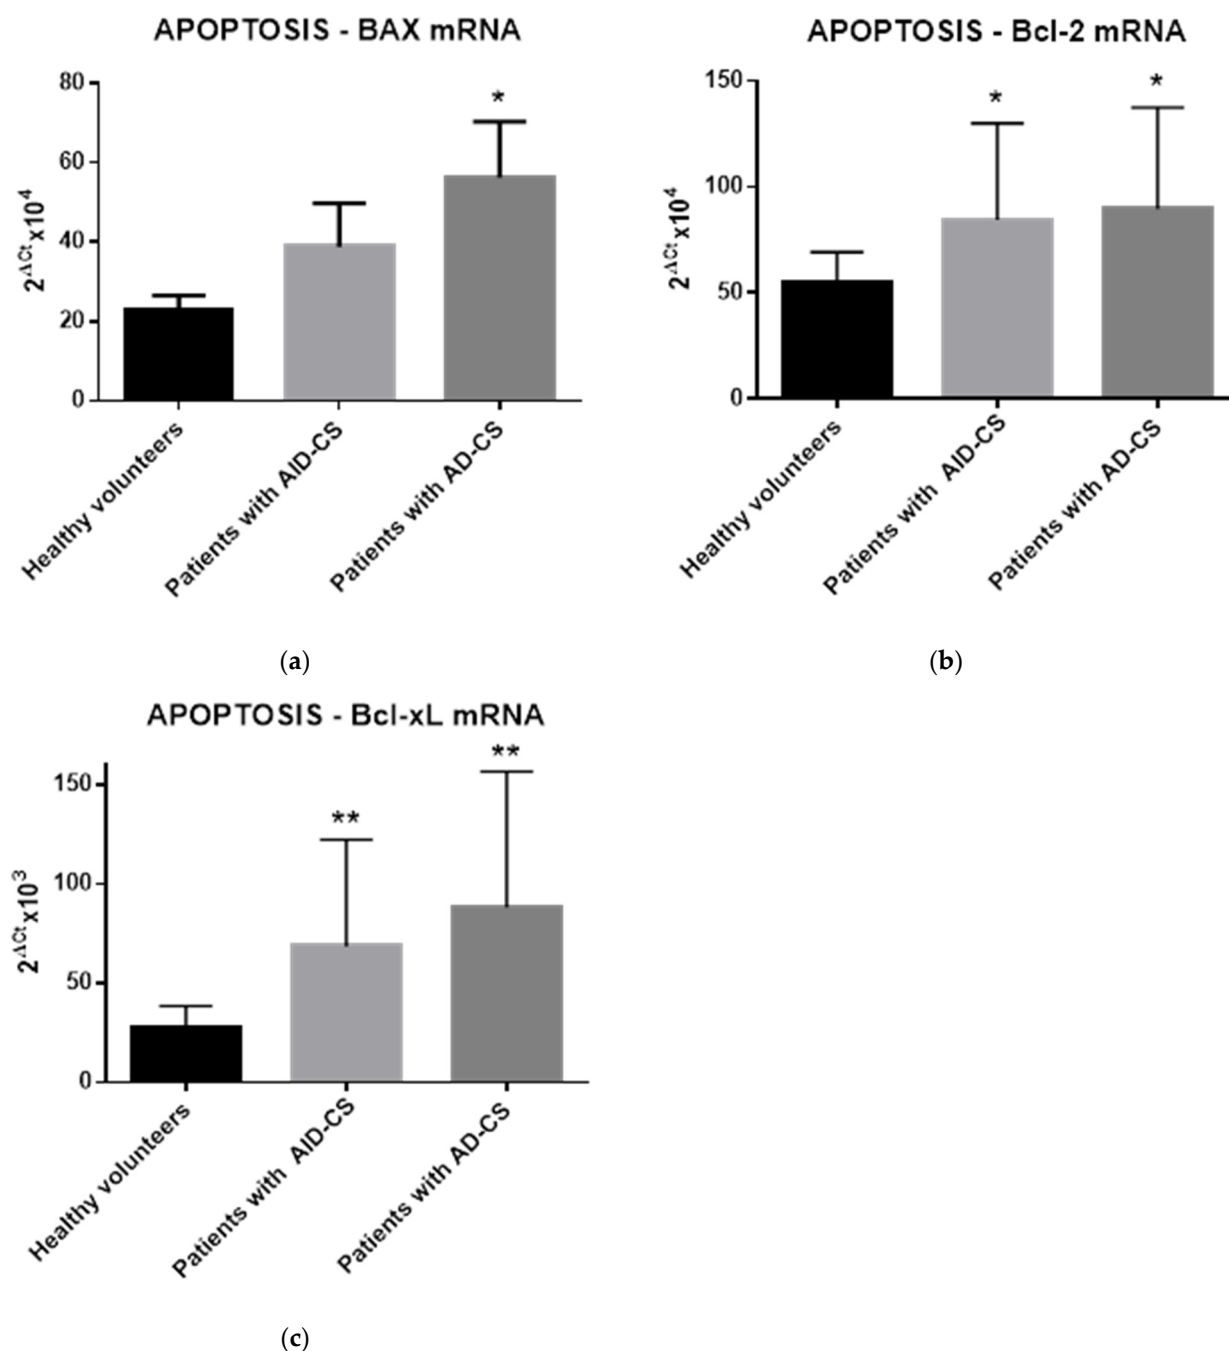 APOPTOSIS - BAX mRNA
2^ΔCt x10^4
80
60
40
20
0
*
Healthy volunteers
Patients with AID-CS
Patients with AD-CS
(a)
APOPTOSIS - Bcl-2 mRNA
2^ΔCt x10^4
150
100
50
0
*
*
Healthy volunteers
Patients with AID-CS
Patients with AD-CS
(b)
APOPTOSIS - Bcl-xL mRNA
2^ΔCt x10^3
150
100
50
0
**
**
Healthy volunteers
Patients with AID-CS
Patients with AD-CS
(c)